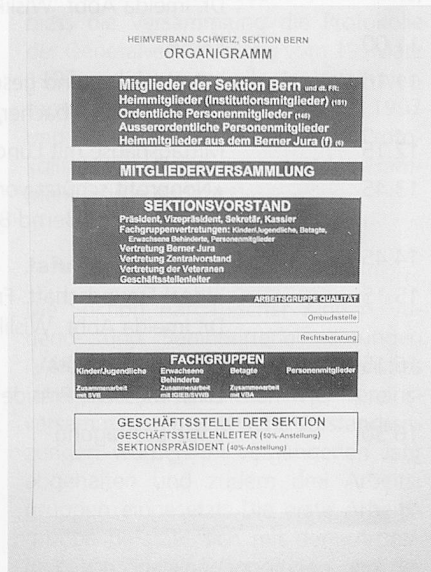 HEIMVERBAND SCHWEIZ, SEKTION BERN
ORGANIGRAMM
Mitglieder der Sektion Bern und dt. FR:
Heimmitglieder (Institutionsmitglieder) (181)
Ordentliche Personenmitglieder (146)
Ausserordentliche Personenmitglieder
Heimmitglieder aus dem Berner Jura (f) (6)
MITGLIEDERVERSAMMLUNG
SEKTIONSVORSTAND
Präsident, Vizepräsident, Sekretär, Kassier
Fachgruppenvertretungen: Kinder/Jugendliche, Betagte,
Erwachsene Behinderte, Personenmitglieder
Vertretung Berner Jura
Vertretung Zentralvorstand
Vertretung der Veteranen
Geschäftsstellenleiter
ARBEITSGRUPPE QUALITÄT
Ombudsstelle
Rechtsberatung
FACHGRUPPEN
Kinder/Jugendliche Erwachsene Behinderte Betagte Personenmitglieder
Zusammenarbeit mit SVB Zusammenarbeit mit IGIEB/SVWB Zusammenarbeit mit VBA
GESCHÄFTSSTELLE DER SEKTION
GESCHÄFTSSTELLENLEITER (50%-Anstellung)
SEKTIONSPRÄSIDENT (40%-Anstellung)